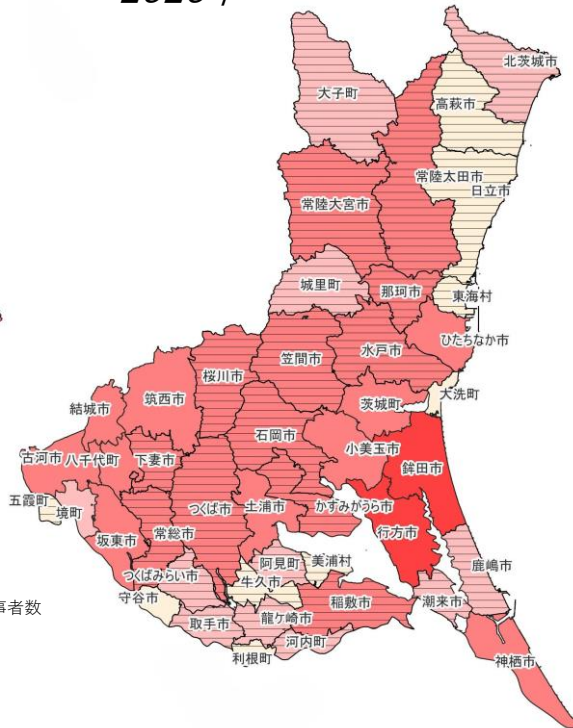 北茨城市
大子町
高萩市
常陸太田市
日立市
常陸大宮市
城里町
那珂市
東海村
ひたちなか市
笠間市
水戸市
桜川市
大洗町
茨城町
筑西市
結城市
石岡市
小美玉市
鉾田市
古河市
八千代町
下妻市
五霞町
境町
つくば市
土浦市
かすみがうら市
行方市
坂東市
常総市
つくばみらい市
阿見町
美浦村
鹿嶋市
牛久市
守谷市
稲敷市
潮来市
事者数
取手市
龍ケ崎市
河内町
利根町
神栖市